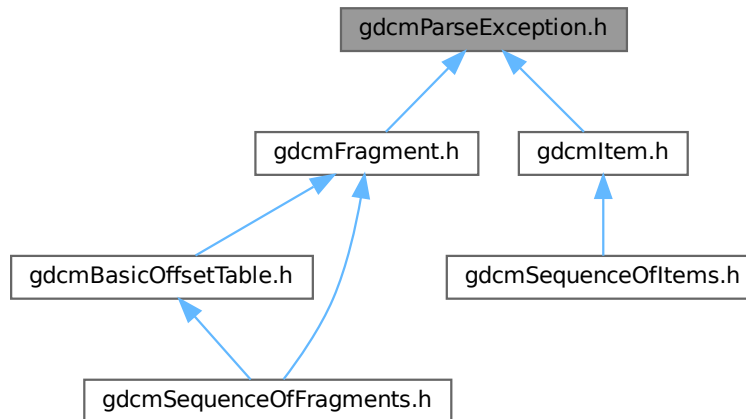 gdcmParseException.h
gdcmFragment.h
gdcmItem.h
gdcmBasicOffsetTable.h
gdcmSequenceOfItems.h
gdcmSequenceOfFragments.h